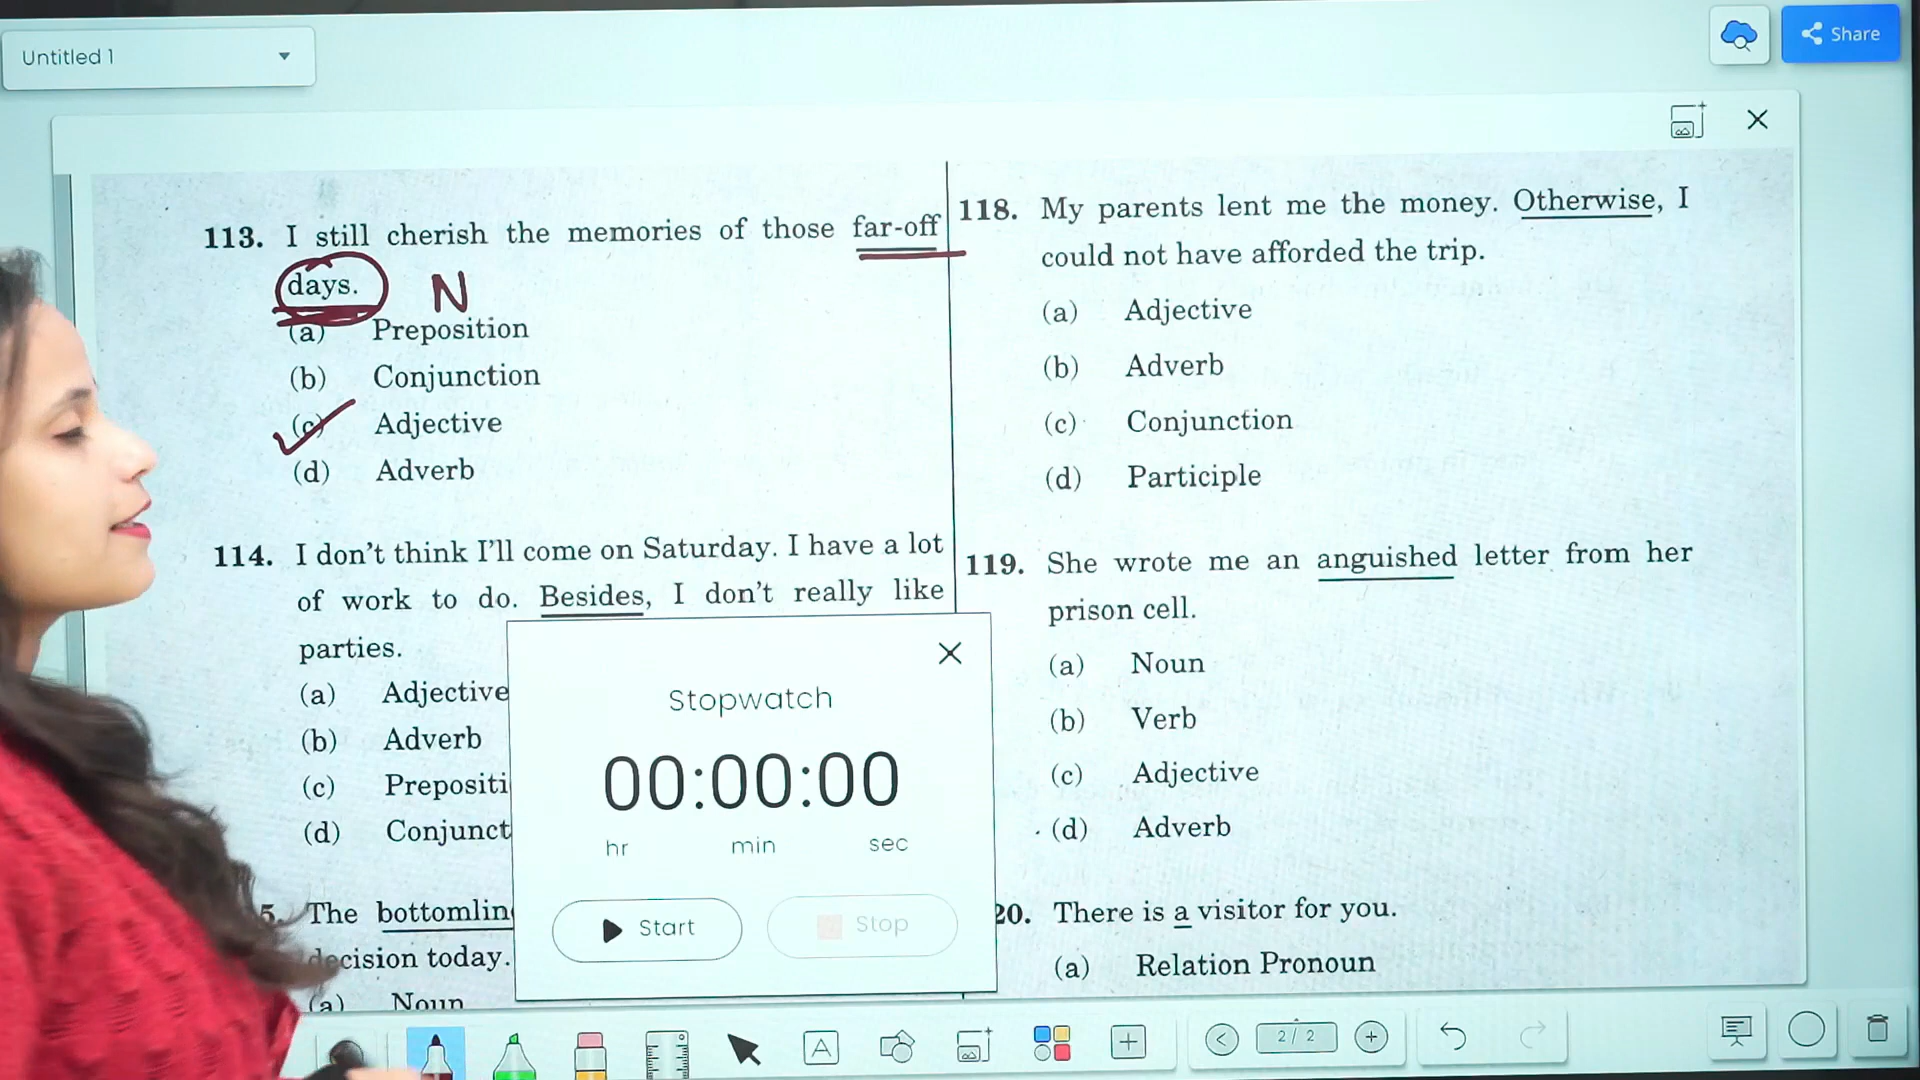 Untitled 1
Share
113. I still cherish the memories of those far-off
days. N
(a) Preposition
(b) Conjunction
(c) Adjective
(d) Adverb
114. I don't think I'll come on Saturday. I have a lot
of work to do. Besides, I don't really like
parties.
(a) Adjective
(b) Adverb
(c) Prepositi
(d) Conjunct
5. The bottomlin
decision today.
(a) Noun
118. My parents lent me the money. Otherwise, I
could not have afforded the trip.
(a) Adjective
(b) Adverb
(c) Conjunction
(d) Participle
119. She wrote me an anguished letter from her
prison cell.
(a) Noun
(b) Verb
(c) Adjective
(d) Adverb
20. There is a visitor for you.
(a) Relation Pronoun
Stopwatch
00:00:00
hr min sec
Start Stop
A
2/2